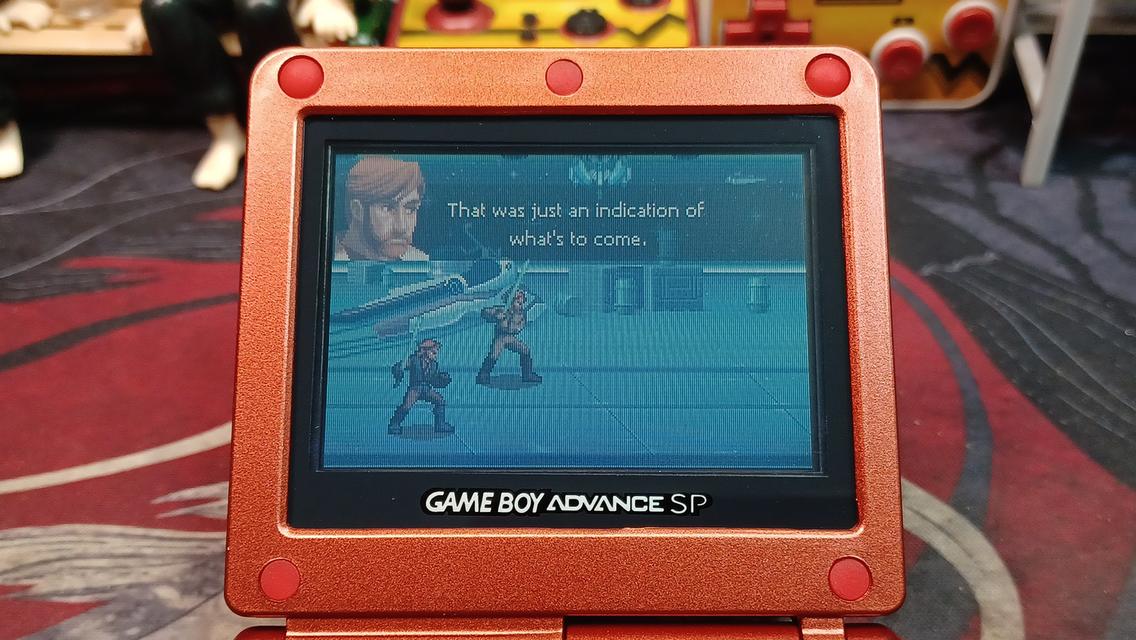 That was just an indication of
what's to come.
GAME BOY ADVANCE SP